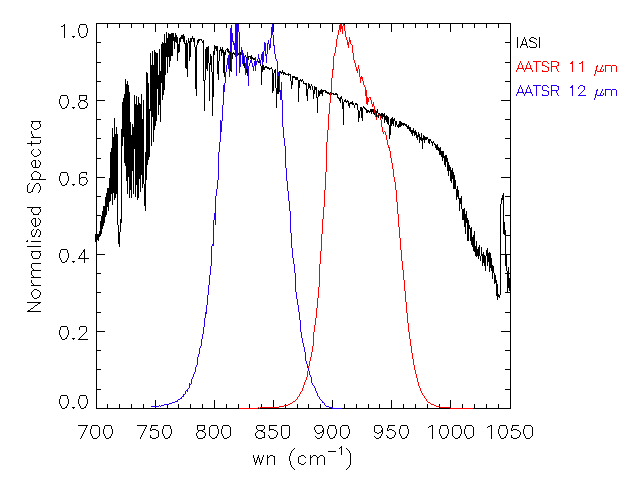 1.0
0.8
0.6
0.4
0.2
0.0
Normalised Spectra
700 750 800 850 900 950 1000 1050
wn (cm⁻¹)
IASI
AATSR 11 μm
AATSR 12 μm